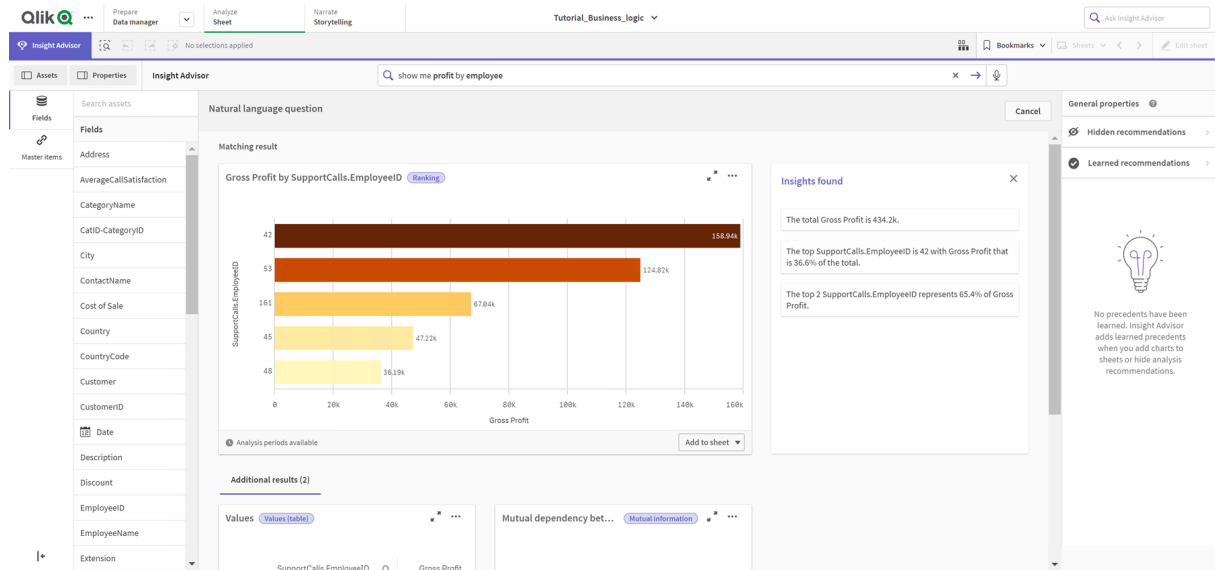 Qlik
Prepare
Data manager
Analyze
Sheet
Narrate
Storytelling
Tutorial_Business_logic
Ask Insight Advisor
Insight Advisor
No selections applied
Bookmarks
Sheets
Edit sheet
Assets
Properties
Insight Advisor
show me profit by employee
Fields
Master items
Search assets
Fields
Address
AverageCallSatisfaction
CategoryName
CatID-CategoryID
City
ContactName
Cost of Sale
Country
CountryCode
Customer
CustomerID
Date
Description
Discount
EmployeeID
EmployeeName
Extension
Natural language question
Cancel
Matching result
Gross Profit by SupportCalls.EmployeeID Ranking
SupportCalls.EmployeeID
42 158.94k
53 124.82k
161 67.04k
45 47.22k
48 36.19k
0 20k 40k 60k 80k 100k 120k 140k 160k
Gross Profit
Analysis periods available
Add to sheet
Insights found
The total Gross Profit is 434.2k.
The top SupportCalls.EmployeeID is 42 with Gross Profit that
is 36.6% of the total.
The top 2 SupportCalls.EmployeeID represents 65.4% of Gross
Profit.
Additional results (2)
Values Values (table)
SupportCalls.EmployeeID Gross Profit
Mutual dependency bet... Mutual information
General properties
Hidden recommendations
Learned recommendations
No precedents have been
learned. Insight Advisor
adds learned precedents
when you add charts to
sheets or hide analysis
recommendations.